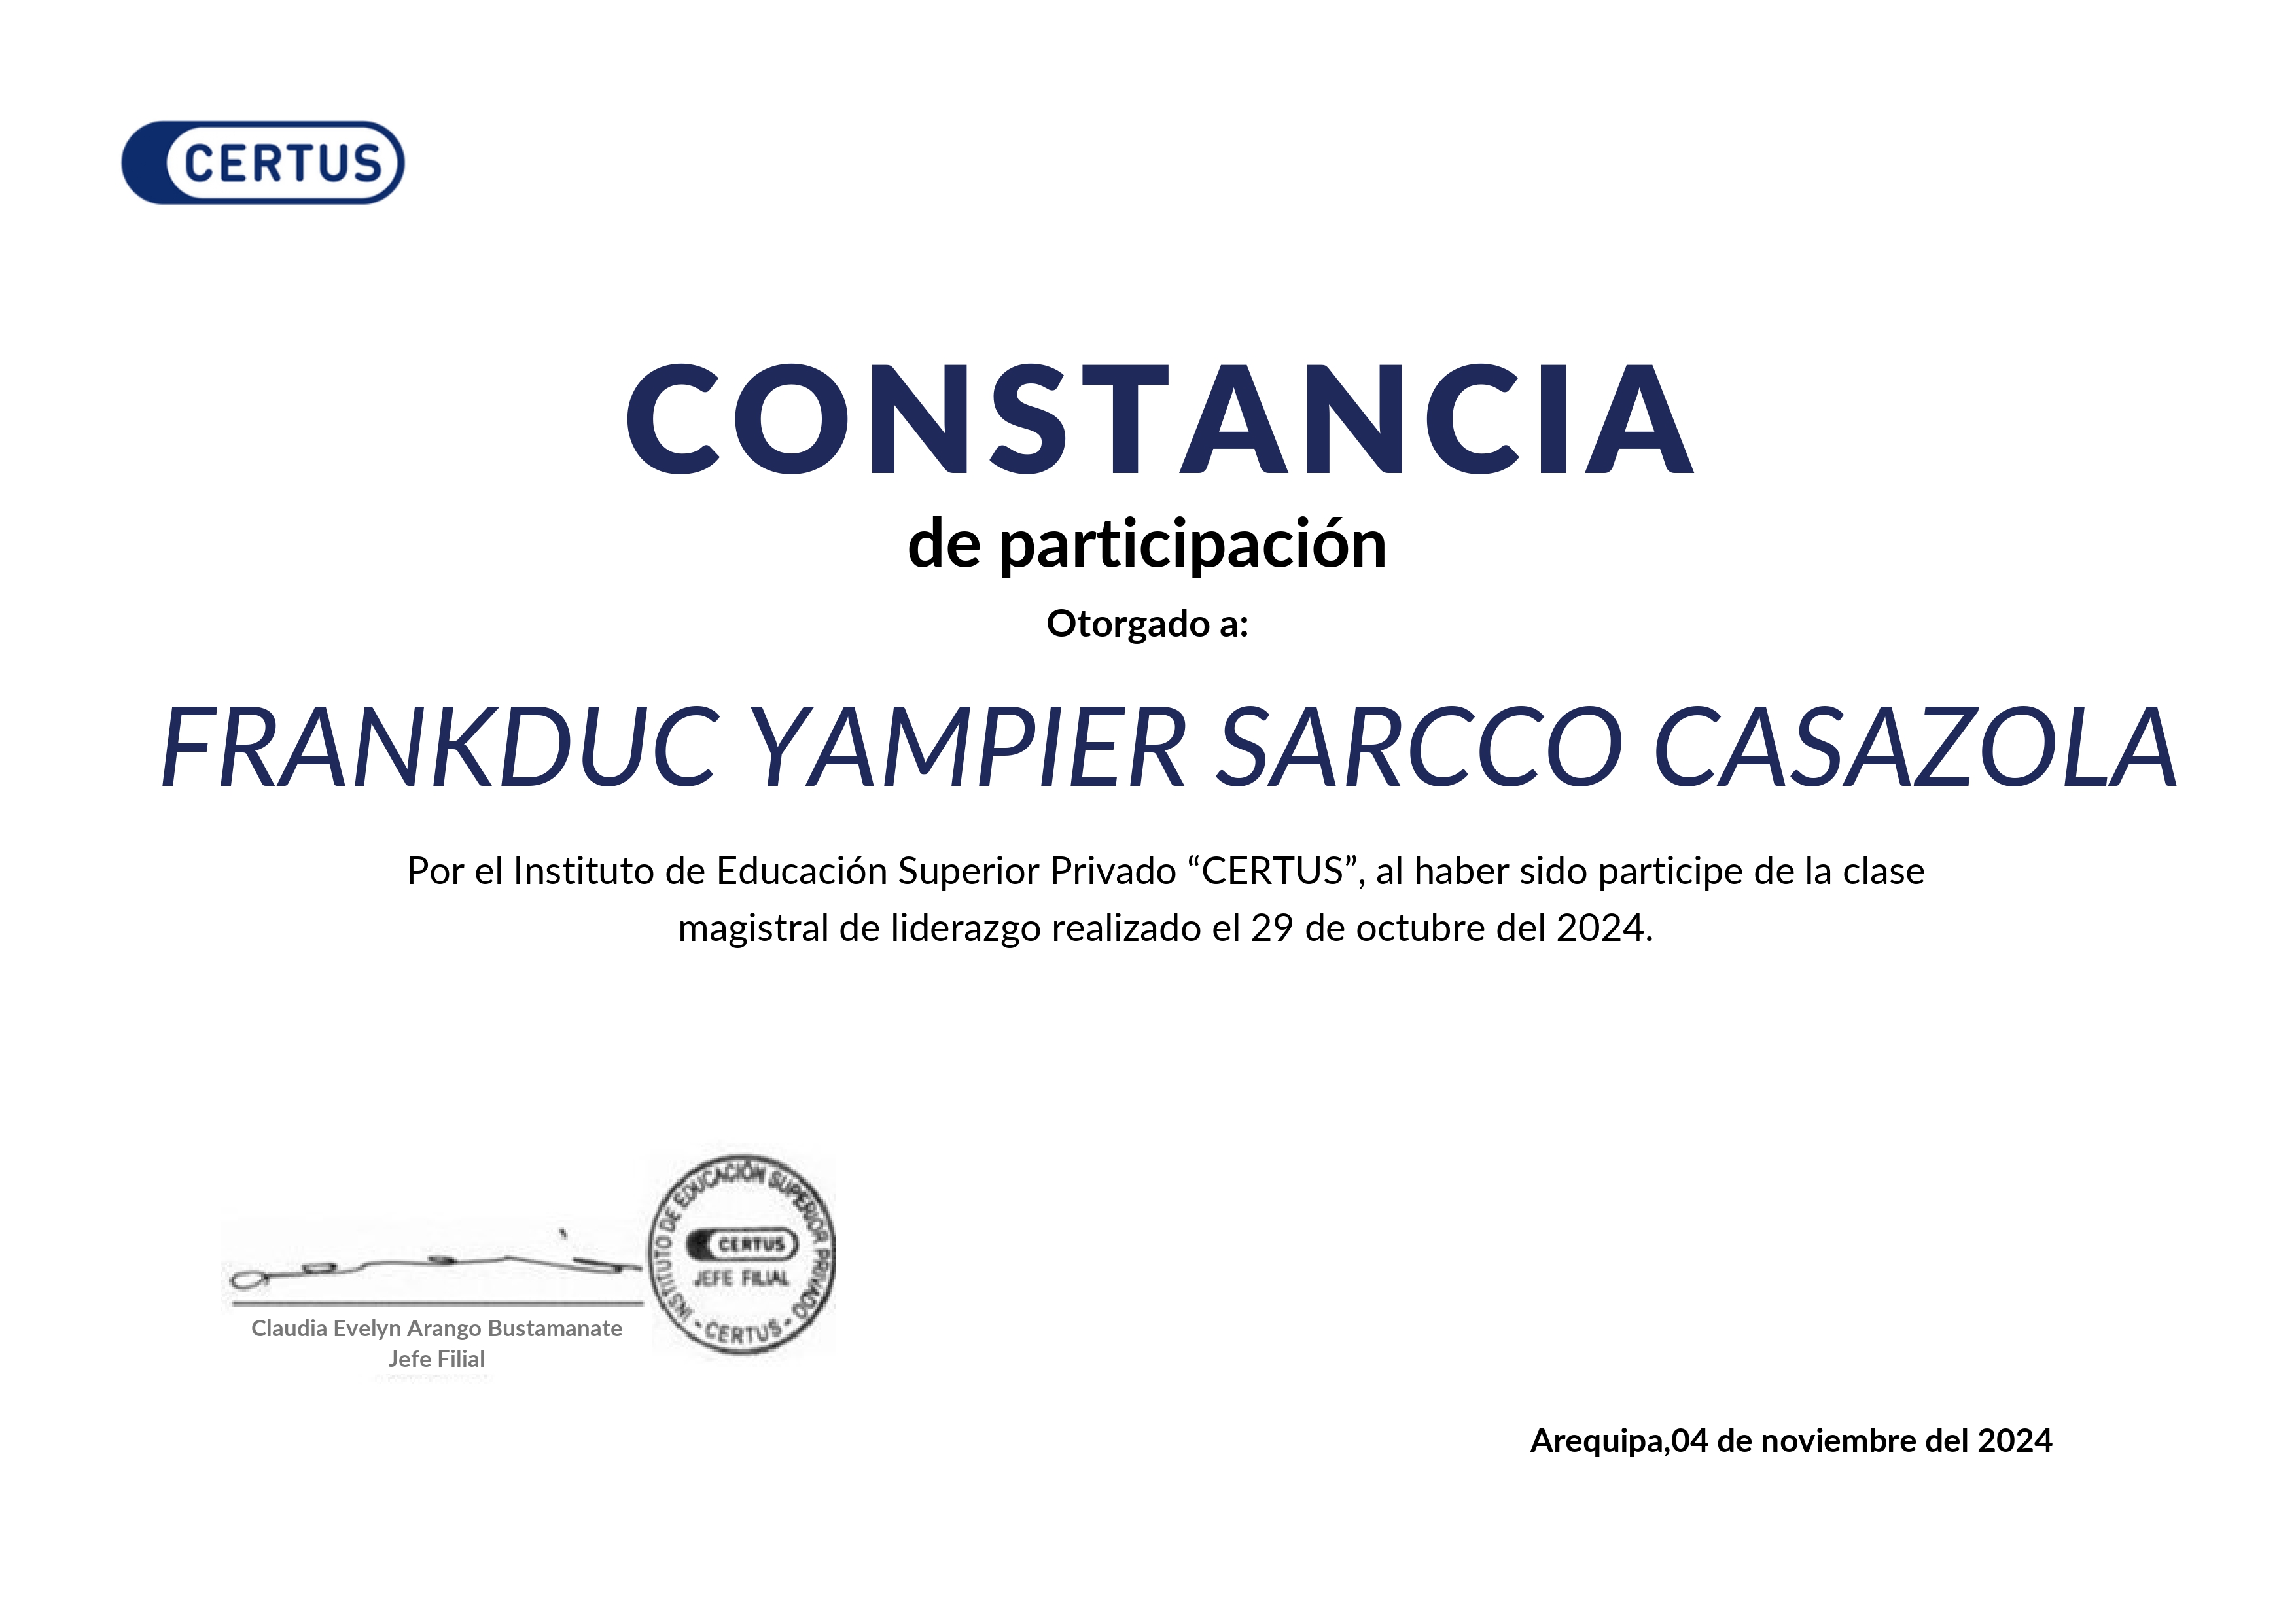 CERTUS
CONSTANCIA
de participación
Otorgado a:
FRANKDUC YAMPIER SARCCO CASAZOLA
Por el Instituto de Educación Superior Privado “CERTUS”, al haber sido participe de la clase
magistral de liderazgo realizado el 29 de octubre del 2024.
INSTITUTO DE EDUCACIÓN SUPERIOR PRIVADO
CERTUS
JEFE FILIAL
- CERTUS -
Claudia Evelyn Arango Bustamanate
Jefe Filial
Arequipa,04 de noviembre del 2024